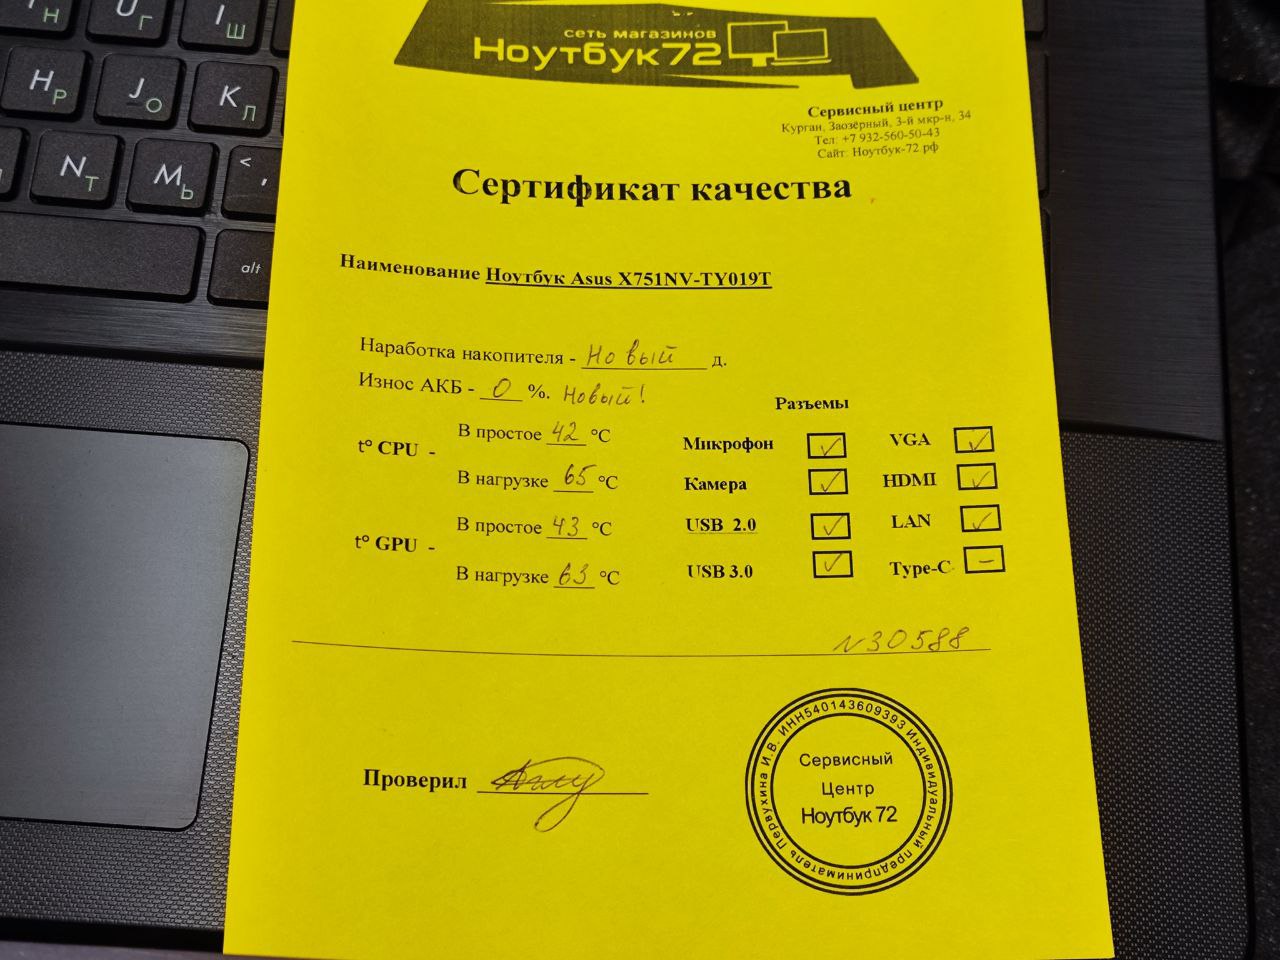 Н
Р
U
Г
I
Ш
J
О
К
Л
N
Т
М
Ь
<
,
alt
сеть магазинов
Ноутбук72
Сервисный центр
Курган, Заозёрный, 3-й мкр-н, 34
Тел: +7 932-560-50-43
Сайт: Ноутбук-72.рф
Сертификат качества
Наименование Ноутбук Asus X751NV-TY019T
Наработка накопителя - Новый д.
Износ АКБ - 0 %. Новый!
Разъемы
t° CPU - В простое 42 °C
В нагрузке 65 °C
t° GPU - В простое 43 °C
В нагрузке 63 °C
Микрофон ✓ VGA ✓
Камера ✓ HDMI ✓
USB 2.0 ✓ LAN ✓
USB 3.0 ✓ Type-C –
N30588
Проверил
Индивидуальный предприниматель Первухина И.В. ИНН540143609393
Сервисный
Центр
Ноутбук 72